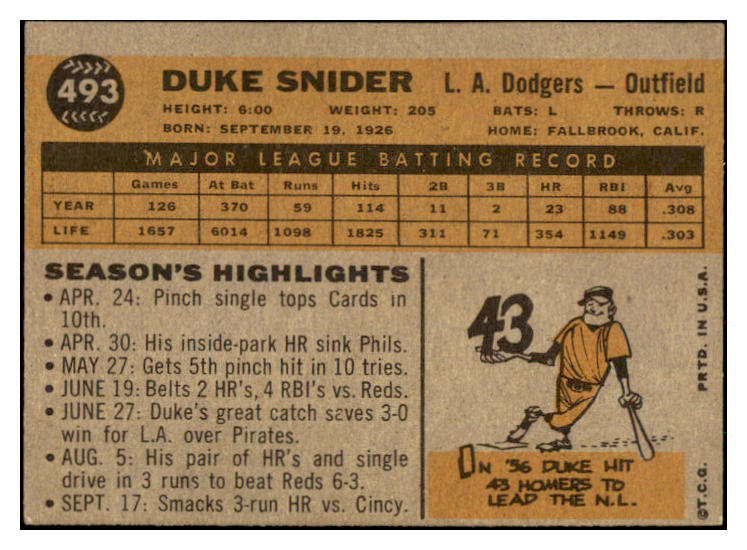 493
DUKE SNIDER L. A. Dodgers — Outfield
HEIGHT: 6:00 WEIGHT: 205 BATS: L THROWS: R
BORN: SEPTEMBER 19, 1926 HOME: FALLBROOK, CALIF.
MAJOR LEAGUE BATTING RECORD
Games At Bat Runs Hits 2B 3B HR RBI Avg
YEAR 126 370 59 114 11 2 23 88 .308
LIFE 1657 6014 1098 1825 311 71 354 1149 .303
SEASON'S HIGHLIGHTS
• APR. 24: Pinch single tops Cards in
10th.
• APR. 30: His inside-park HR sink Phils.
• MAY 27: Gets 5th pinch hit in 10 tries.
• JUNE 19: Belts 2 HR's, 4 RBI's vs. Reds.
• JUNE 27: Duke's great catch saves 3-0
win for L.A. over Pirates.
• AUG. 5: His pair of HR's and single
drive in 3 runs to beat Reds 6-3.
• SEPT. 17: Smacks 3-run HR vs. Cincy.
43
IN '56 DUKE HIT
43 HOMERS TO
LEAD THE N.L.
©T.C.G. PRTD. IN U.S.A.